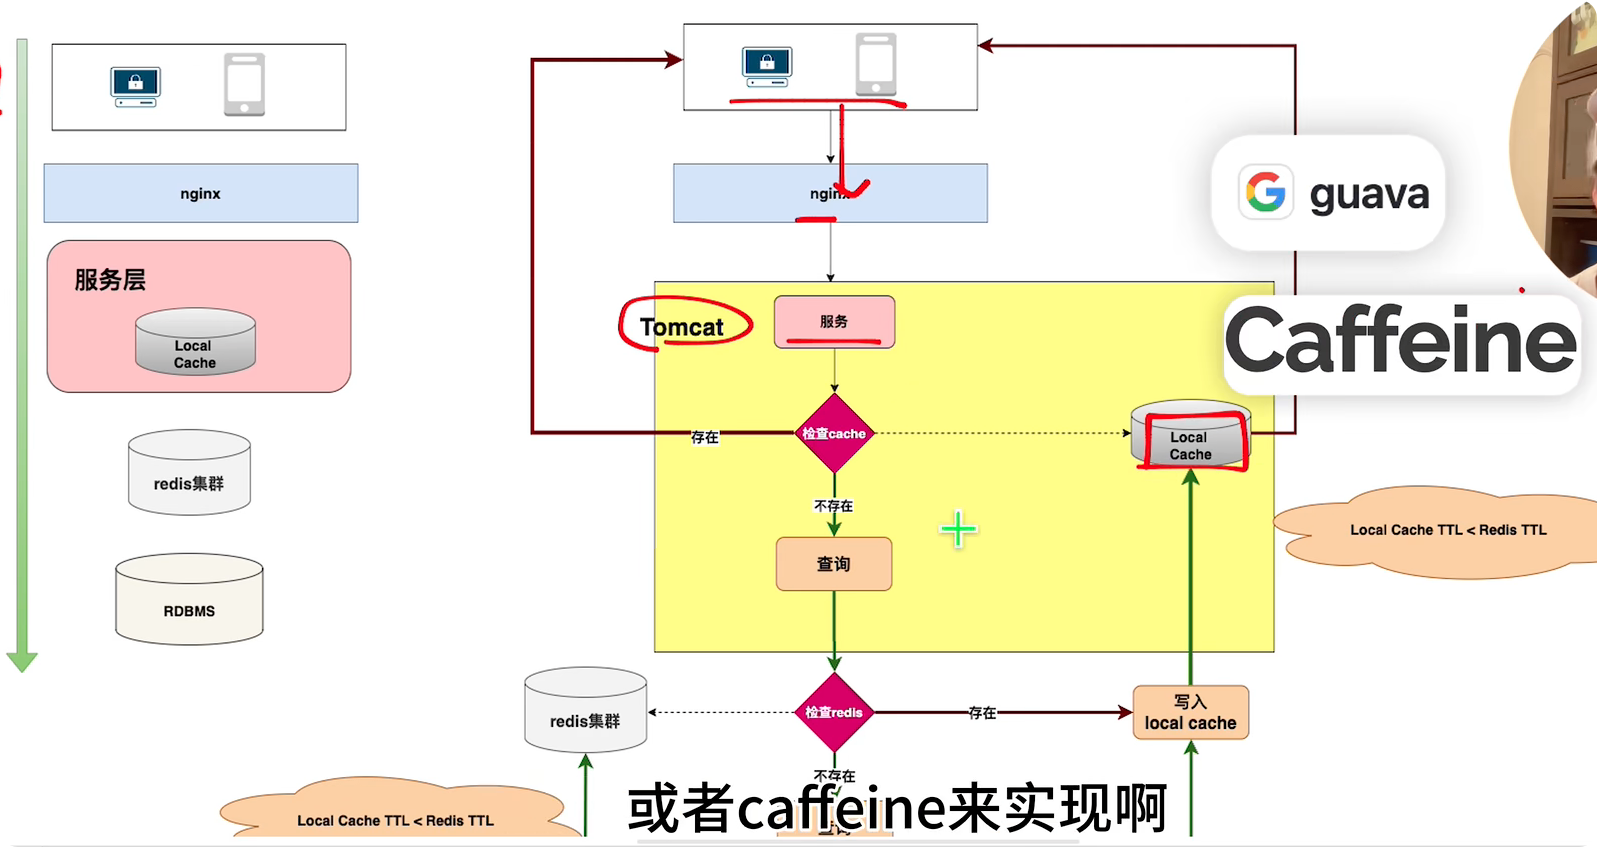 nginx
服务层
Local
Cache
redis集群
RDBMS
nginx
guava
Tomcat
服务
Caffeine
检查cache
存在
Local
Cache
不存在
查询
Local Cache TTL < Redis TTL
redis集群
检查redis
存在
写入
local cache
不存在
Local Cache TTL < Redis TTL
或者caffeine来实现啊